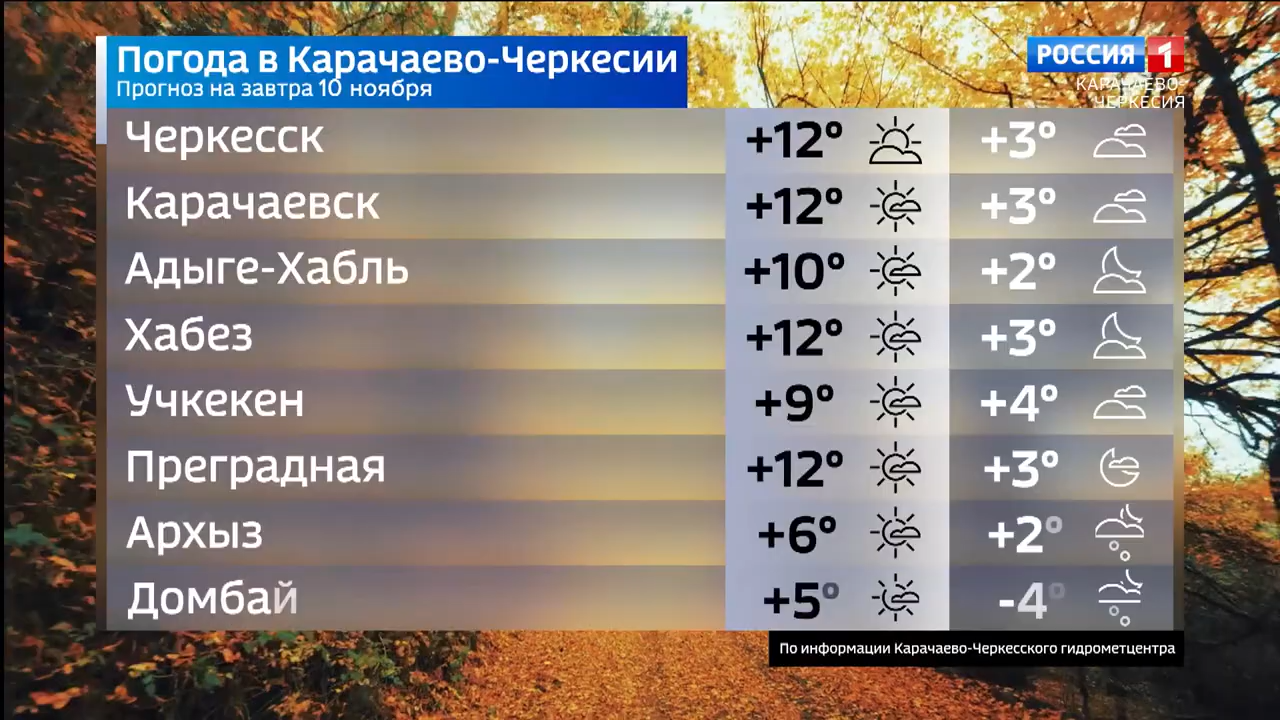 Погода в Карачаево-Черкесии
Прогноз на завтра 10 ноября
РОССИЯ 1
КАРАЧАЕВО-
ЧЕРКЕСИЯ
Черкесск +12° +3°
Карачаевск +12° +3°
Адыге-Хабль +10° +2°
Хабез +12° +3°
Учкекен +9° +4°
Преградная +12° +3°
Архыз +6° +2°
Домбай +5° -4°
По информации Карачаево-Черкесского гидрометцентра